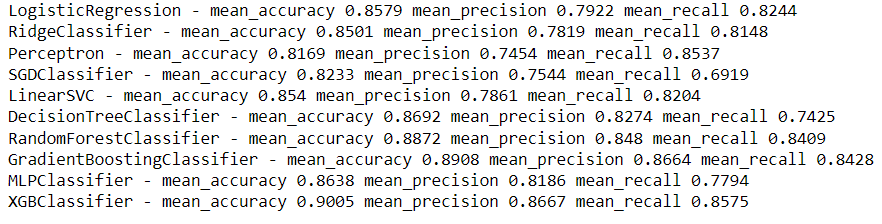 LogisticRegression - mean_accuracy 0.8579 mean_precision 0.7922 mean_recall 0.8244
RidgeClassifier - mean_accuracy 0.8501 mean_precision 0.7819 mean_recall 0.8148
Perceptron - mean_accuracy 0.8169 mean_precision 0.7454 mean_recall 0.8537
SGDClassifier - mean_accuracy 0.8233 mean_precision 0.7544 mean_recall 0.6919
LinearSVC - mean_accuracy 0.854 mean_precision 0.7861 mean_recall 0.8204
DecisionTreeClassifier - mean_accuracy 0.8692 mean_precision 0.8274 mean_recall 0.7425
RandomForestClassifier - mean_accuracy 0.8872 mean_precision 0.848 mean_recall 0.8409
GradientBoostingClassifier - mean_accuracy 0.8908 mean_precision 0.8664 mean_recall 0.8428
MLPClassifier - mean_accuracy 0.8638 mean_precision 0.8186 mean_recall 0.7794
XGBClassifier - mean_accuracy 0.9005 mean_precision 0.8667 mean_recall 0.8575